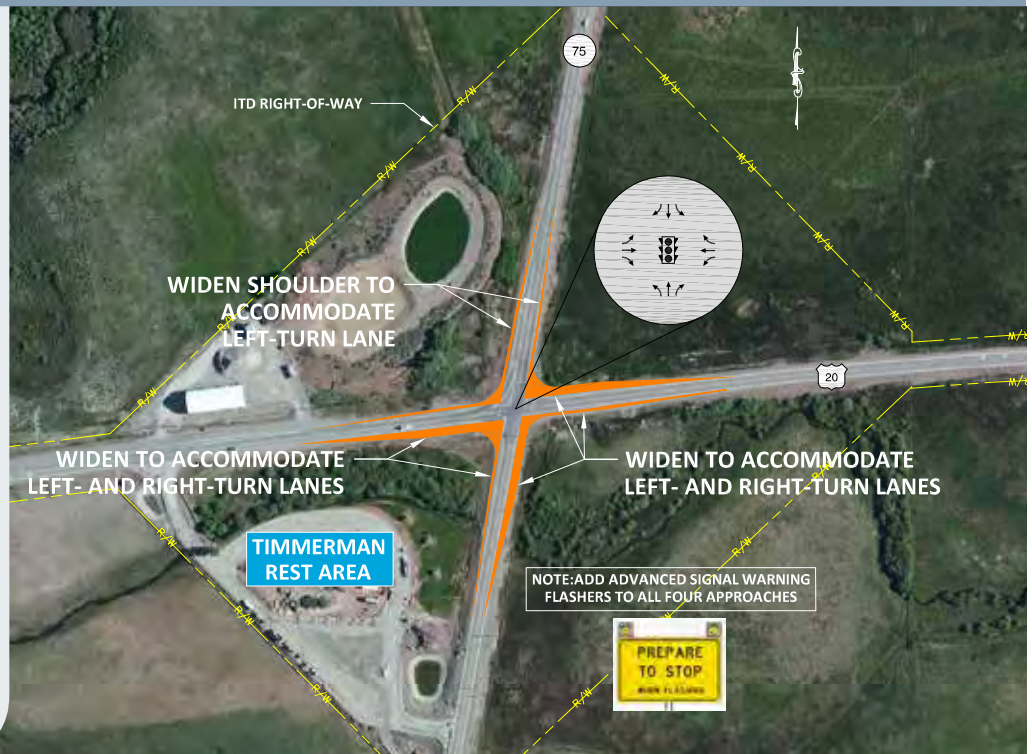 75
ITD RIGHT-OF-WAY
R/W
R/W
R/W
R/W
R/W
R/W
R/W
WIDEN SHOULDER TO
ACCOMMODATE
LEFT-TURN LANE
R/W
R/W
R/W
R/W
R/W
20
WIDEN TO ACCOMMODATE
LEFT- AND RIGHT-TURN LANES
WIDEN TO ACCOMMODATE
LEFT- AND RIGHT-TURN LANES
R/W
R/W
R/W
TIMMERMAN
REST AREA
NOTE:ADD ADVANCED SIGNAL WARNING
FLASHERS TO ALL FOUR APPROACHES
PREPARE
TO STOP
WHEN FLASHING
R/W
R/W
R/W